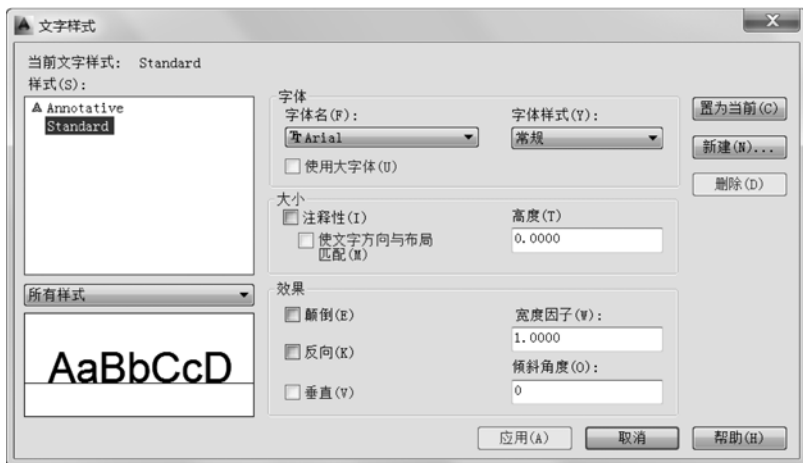 文字样式
当前文字样式: Standard
样式(S):
Annotative
Standard
所有样式
AaBbCcD
字体
字体名(F):
Arial
使用大字体(U)
字体样式(Y):
常规
大小
注释性(I)
使文字方向与布局
匹配(M)
高度(T)
0.0000
效果
颠倒(E)
反向(K)
垂直(V)
宽度因子(W):
1.0000
倾斜角度(O):
0
置为当前(C)
新建(N)...
删除(D)
应用(A)
取消
帮助(H)